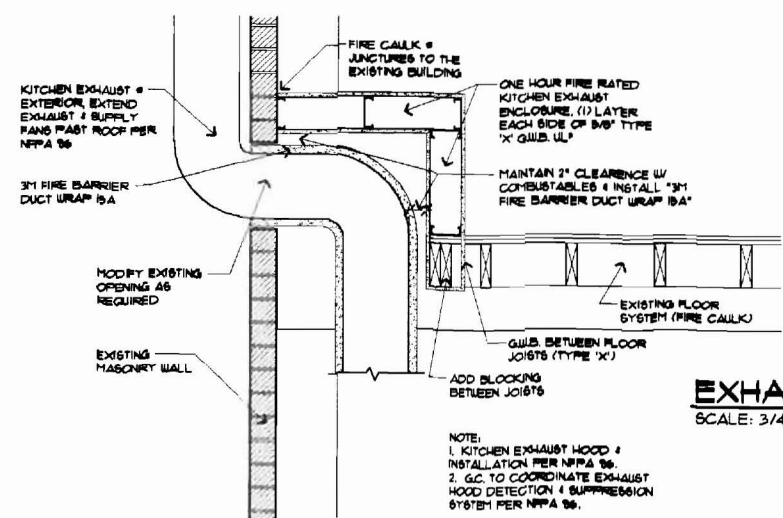 FIRE CAULK @
JUNCTURES TO THE
EXISTING BUILDING
KITCHEN EXHAUST @
EXTERIOR, EXTEND
EXHAUST & SUPPLY
FANS PAST ROOF PER
NFPA 96
ONE HOUR FIRE RATED
KITCHEN EXHAUST
ENCLOSURE, (1) LAYER
EACH SIDE OF 5/8" TYPE
'X' G.W.B. UL*
3M FIRE BARRIER
DUCT WRAP 15A
MAINTAIN 2" CLEARENCE W/
COMBUSTABLES & INSTALL "3M
FIRE BARRIER DUCT WRAP 15A"
MODIFY EXISTING
OPENING AS
REQUIRED
EXISTING FLOOR
SYSTEM (FIRE CAULK)
EXISTING
MASONRY WALL
G.W.B. BETWEEN FLOOR
JOISTS (TYPE 'X')
ADD BLOCKING
BETWEEN JOISTS
EXHA
SCALE: 3/4
NOTE:
1. KITCHEN EXHAUST HOOD &
INSTALLATION PER NFPA 96.
2. G.C. TO COORDINATE EXHAUST
HOOD DETECTION & SUPPRESSION
SYSTEM PER NFPA 96.